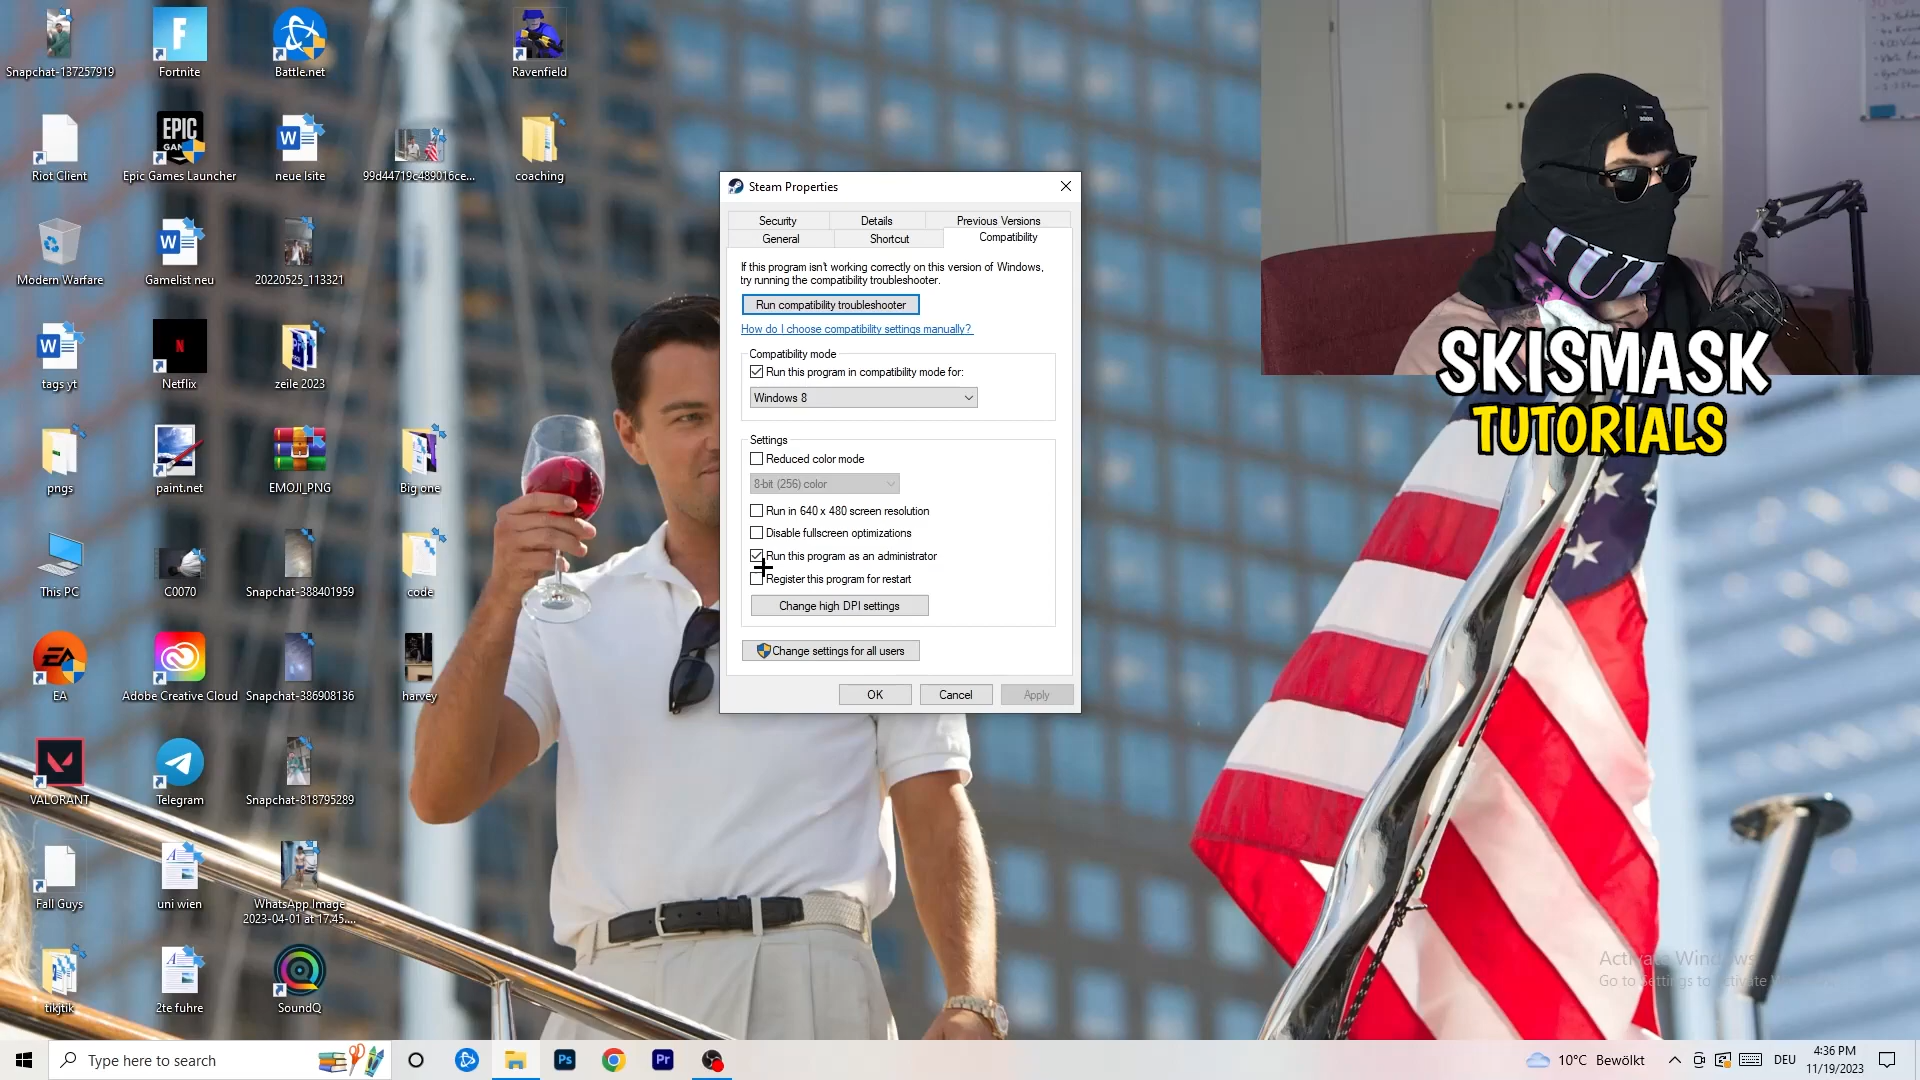 Snapchat-137257919
Fortnite
Battle.net
Ravenfield
Riot Client
EPIC
Epic Games Launcher
neue lsite
99d44719c489016ce...
coaching
Modern Warfare
Gamelist neu
20220525_113321
tags yt
N
Netflix
zeile 2023
pngs
paint.net
EMOJI_PNG
Big one
This PC
C0070
Snapchat-388401959
code
EA
EA
Adobe Creative Cloud
Snapchat-386908136
harvey
VALORANT
Telegram
Snapchat-818795289
Fall Guys
uni wien
WhatsApp Image
2023-04-01 at 17.45....
tikjtik
2te fuhre
SoundQ
Steam Properties
Security
Details
Previous Versions
General
Shortcut
Compatibility
If this program isn't working correctly on this version of Windows,
try running the compatibility troubleshooter.
Run compatibility troubleshooter
How do I choose compatibility settings manually?
Compatibility mode
Run this program in compatibility mode for:
Windows 8
Settings
Reduced color mode
8-bit (256) color
Run in 640 x 480 screen resolution
Disable fullscreen optimizations
Run this program as an administrator
Register this program for restart
Change high DPI settings
Change settings for all users
OK
Cancel
Apply
SKISMASK
TUTORIALS
Activate Windows
Go to Settings to activate
Type here to search
Ps
Pr
10°C Bewölkt
DEU
4:36 PM
11/19/2023